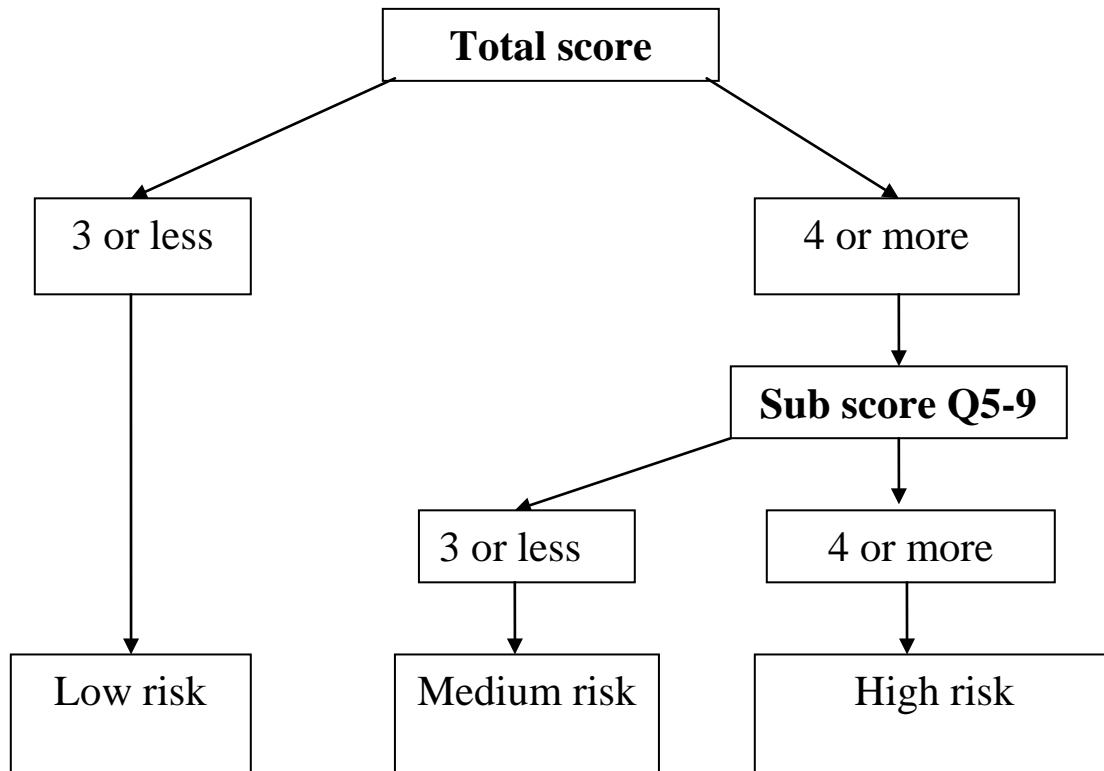 Total score
3 or less
4 or more
Sub score Q5-9
3 or less
4 or more
Low risk
Medium risk
High risk